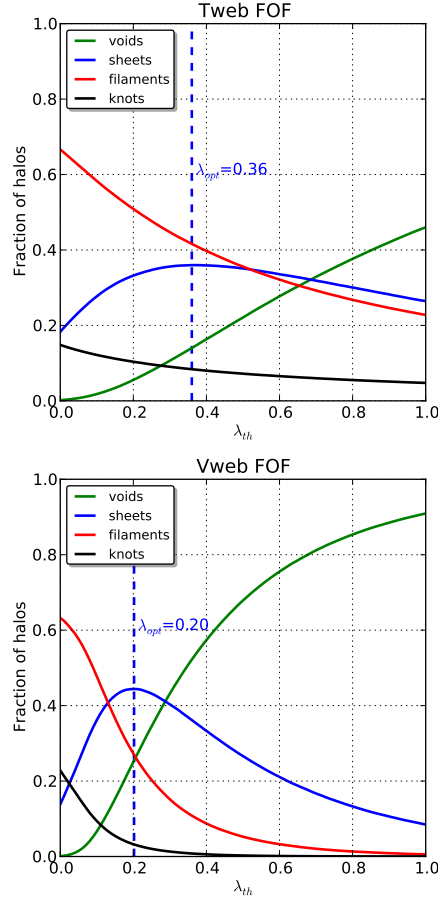 Tweb FOF
1.0
0.8
0.6
0.4
0.2
0.0
Fraction of halos
voids
sheets
filaments
knots
λopt=0.36
0.0 0.2 0.4 0.6 0.8 1.0
λth
Vweb FOF
1.0
0.8
0.6
0.4
0.2
0.0
Fraction of halos
voids
sheets
filaments
knots
λopt=0.20
0.0 0.2 0.4 0.6 0.8 1.0
λth